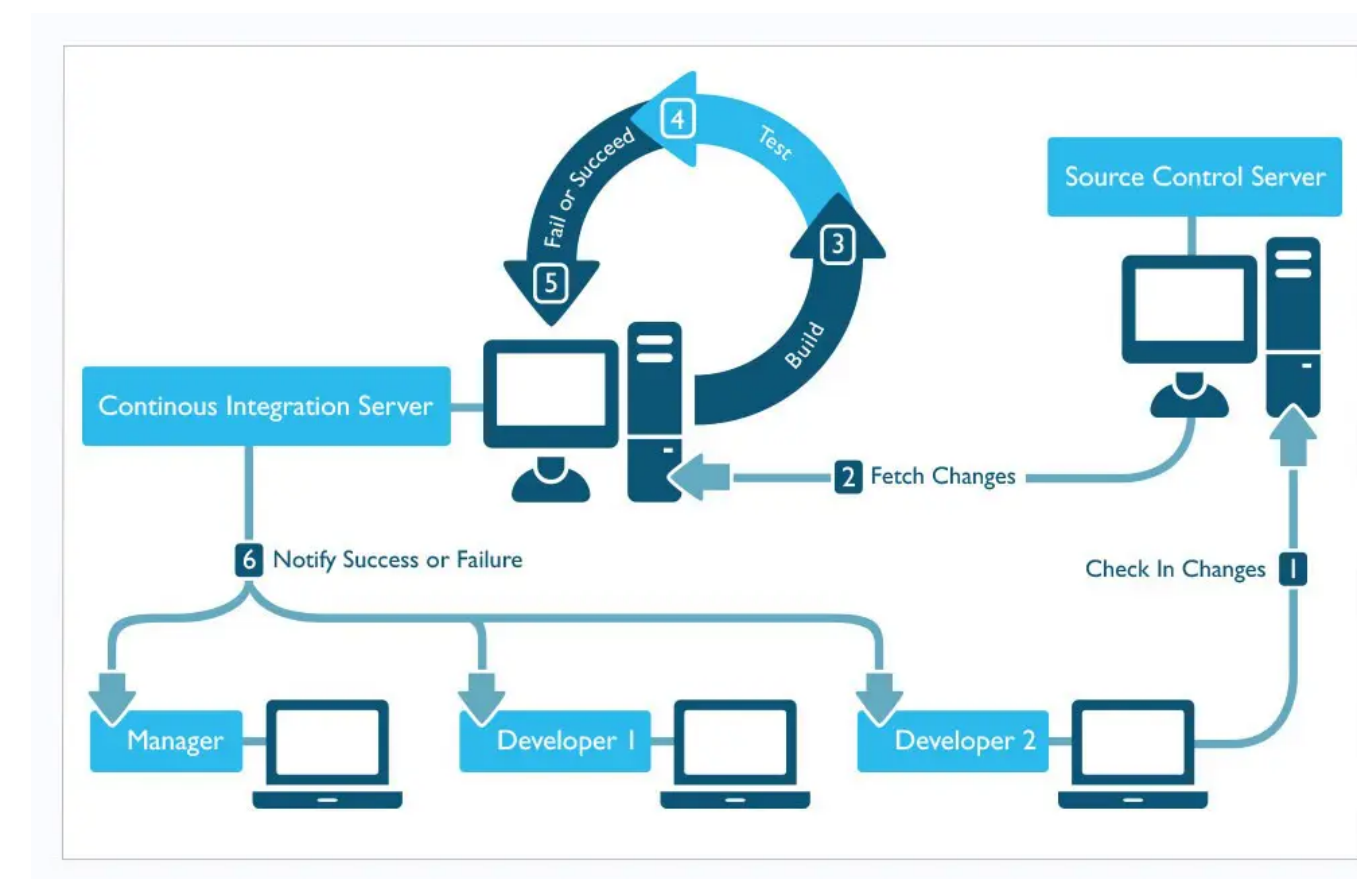 4
Test
Fail or Succeed
3
5
Build
Source Control Server
Continous Integration Server
2 Fetch Changes
6 Notify Success or Failure
Check In Changes 1
Manager
Developer 1
Developer 2